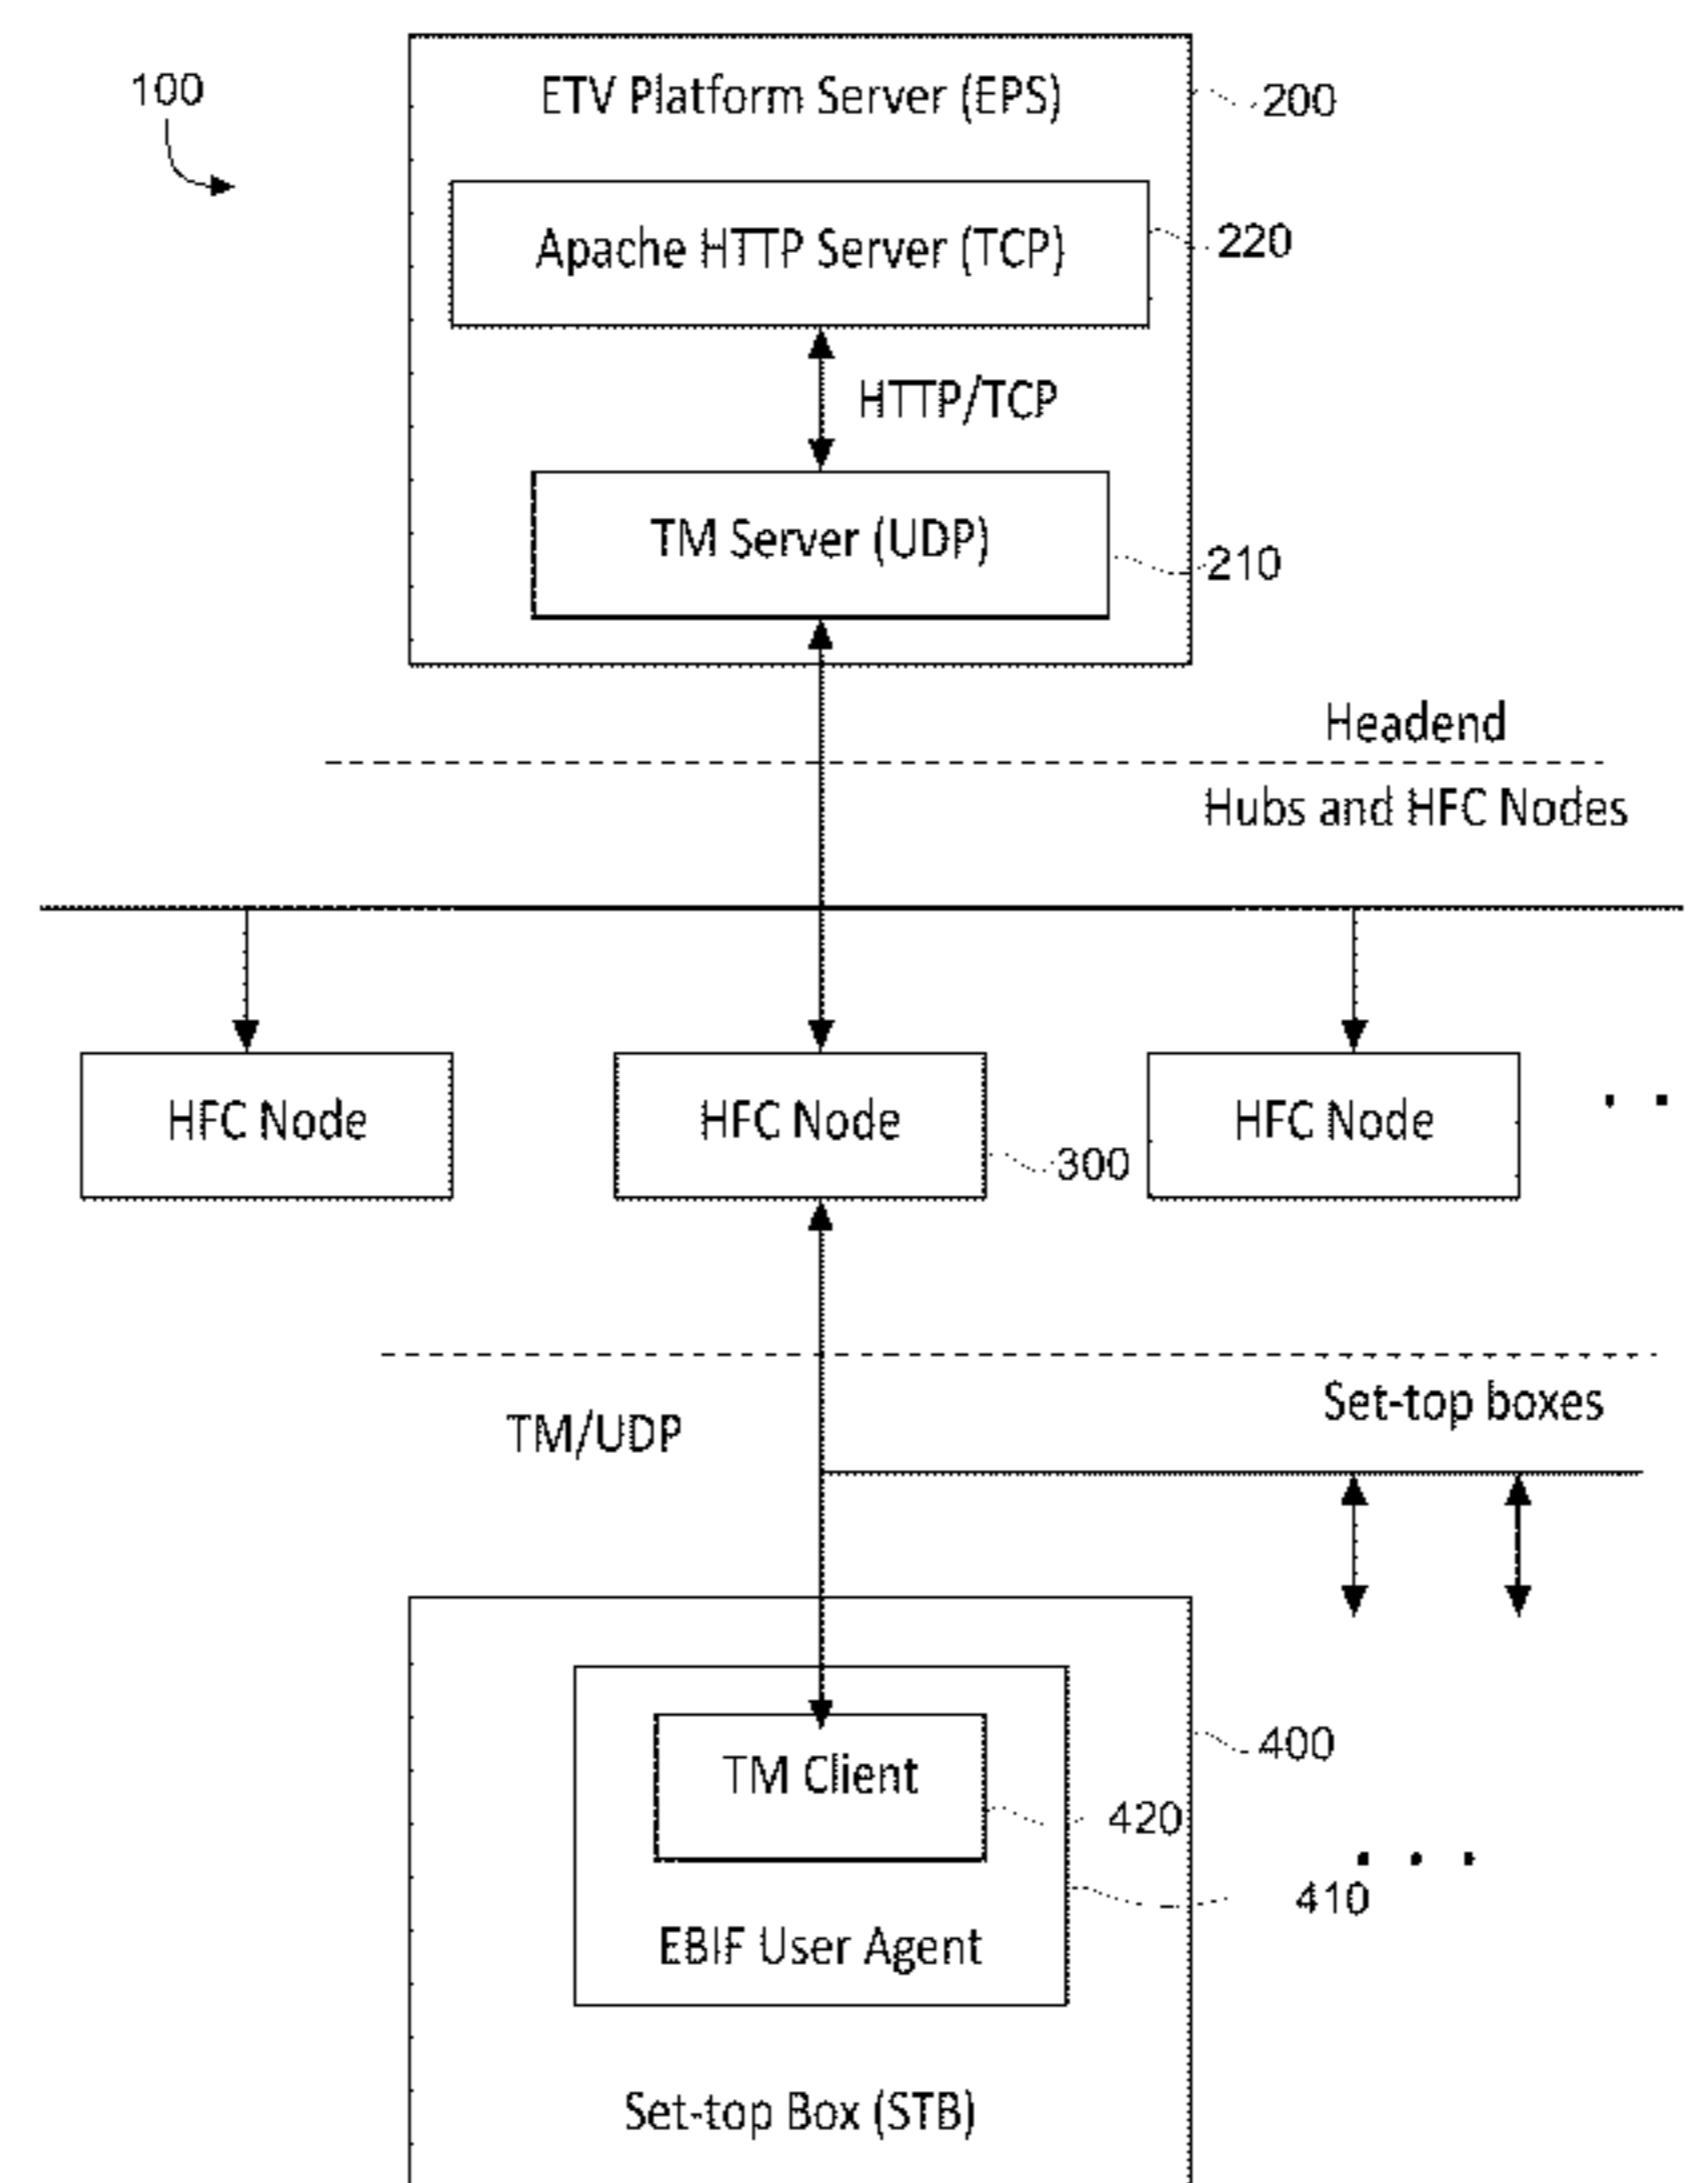 100
ETV Platform Server (EPS)
200
Apache HTTP Server (TCP)
220
HTTP/TCP
TM Server (UDP)
210
Headend
Hubs and HFC Nodes
HFC Node
HFC Node
HFC Node
. .
300
Set-top boxes
TM/UDP
400
TM Client
420
. . .
410
EBIF User Agent
Set-top Box (STB)